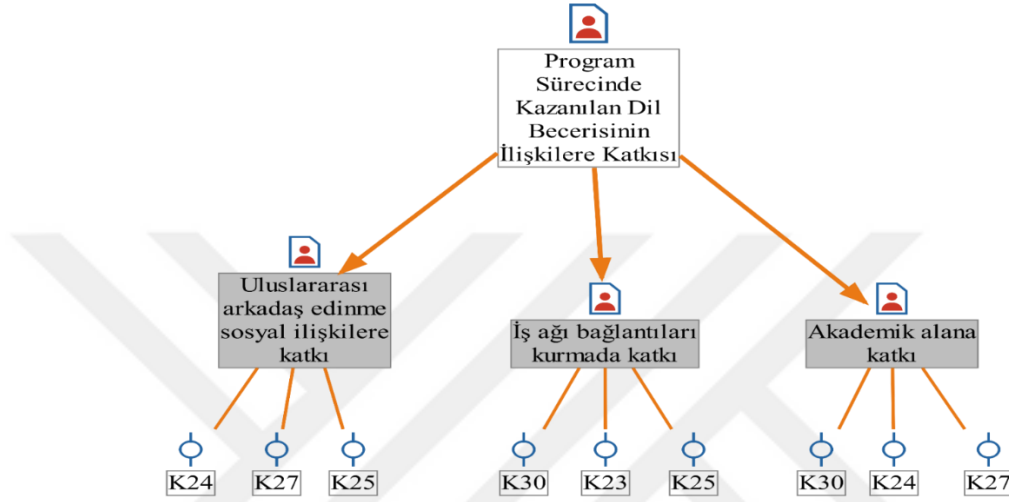 Program
Sürecinde
Kazanılan Dil
Becerisinin
İlişkilere Katkısı
Uluslararası
arkadaş edinme
sosyal ilişkilere
katkı
İş ağı bağlantıları
kurmada katkı
Akademik alana
katkı
K24
K27
K25
K30
K23
K25
K30
K24
K27